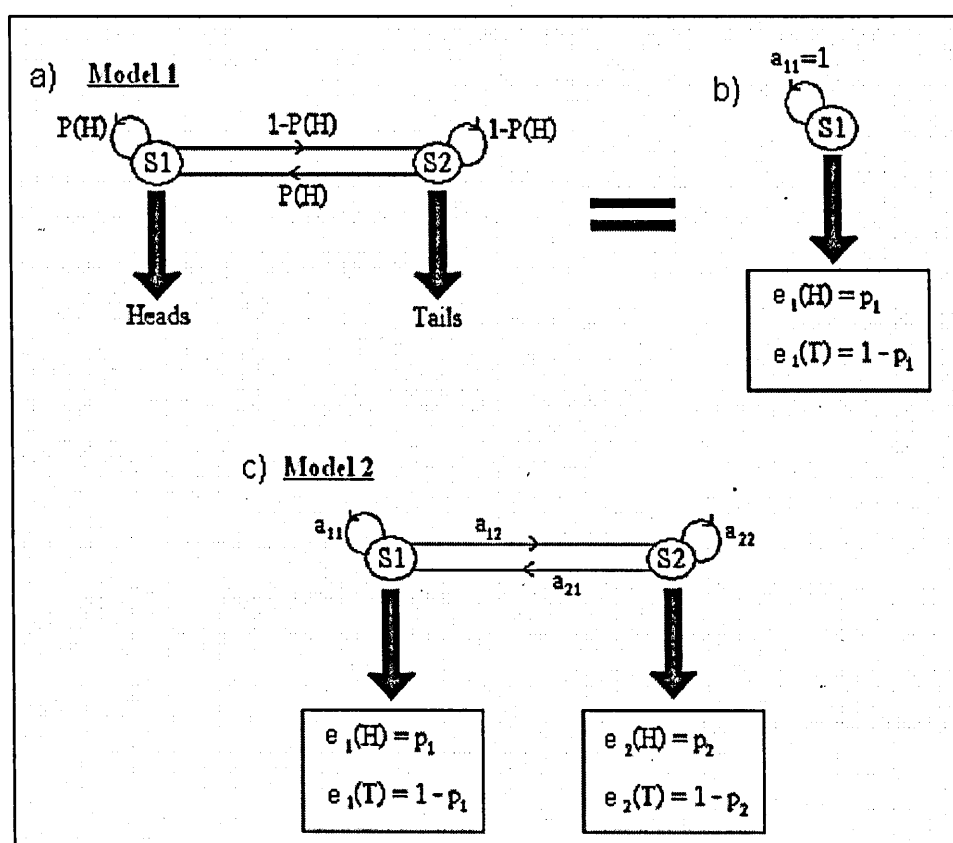 a) Model 1
P(H)
1-P(H)
1-P(H)
S1
S2
P(H)
Heads
Tails
b)
a₁₁=1
S1
e₁(H) = p₁
e₁(T) = 1 - p₁
c) Model 2
a₁₁
a₁₂
a₂₂
S1
S2
a₂₁
e₁(H) = p₁
e₁(T) = 1 - p₁
e₂(H) = p₂
e₂(T) = 1 - p₂